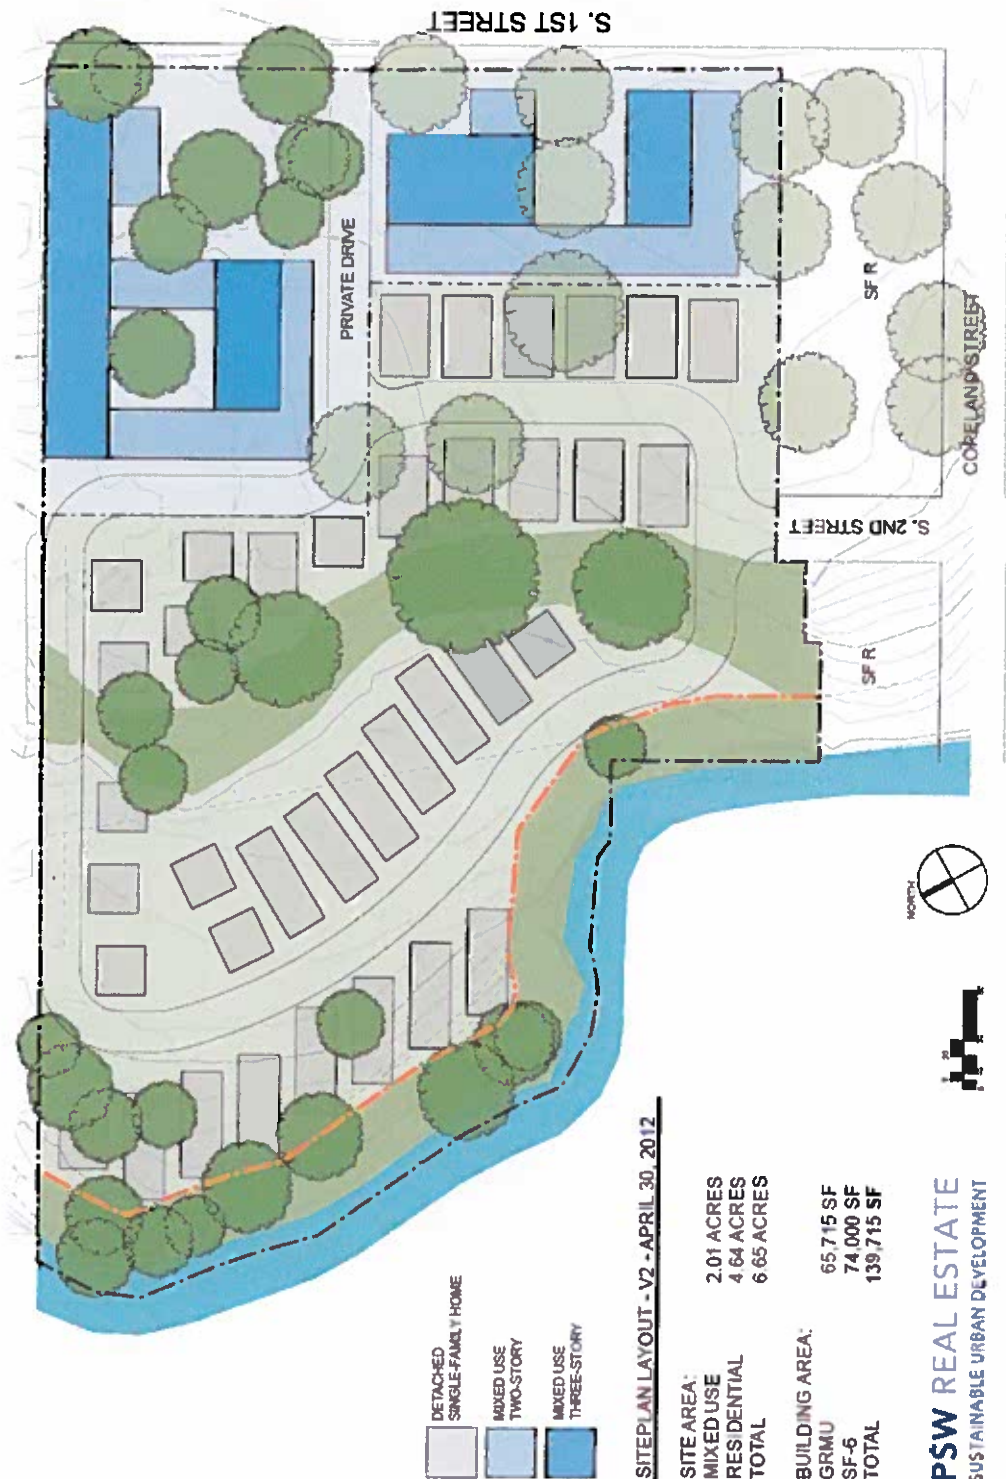 S. 1ST STREET
PRIVATE DRIVE
SF R
COPELAND STREET
S. 2ND STREET
SF R
NORTH
DETACHED
SINGLE-FAMILY HOME
MIXED USE
TWO-STORY
MIXED USE
THREE-STORY
SITEPLAN LAYOUT - V2 - APRIL 30, 2012
SITE AREA:
MIXED USE 2.01 ACRES
RESIDENTIAL 4.64 ACRES
TOTAL 6.65 ACRES
BUILDING AREA:
GRMU 65,715 SF
SF-6 74,000 SF
TOTAL 139,715 SF
PSW REAL ESTATE
SUSTAINABLE URBAN DEVELOPMENT